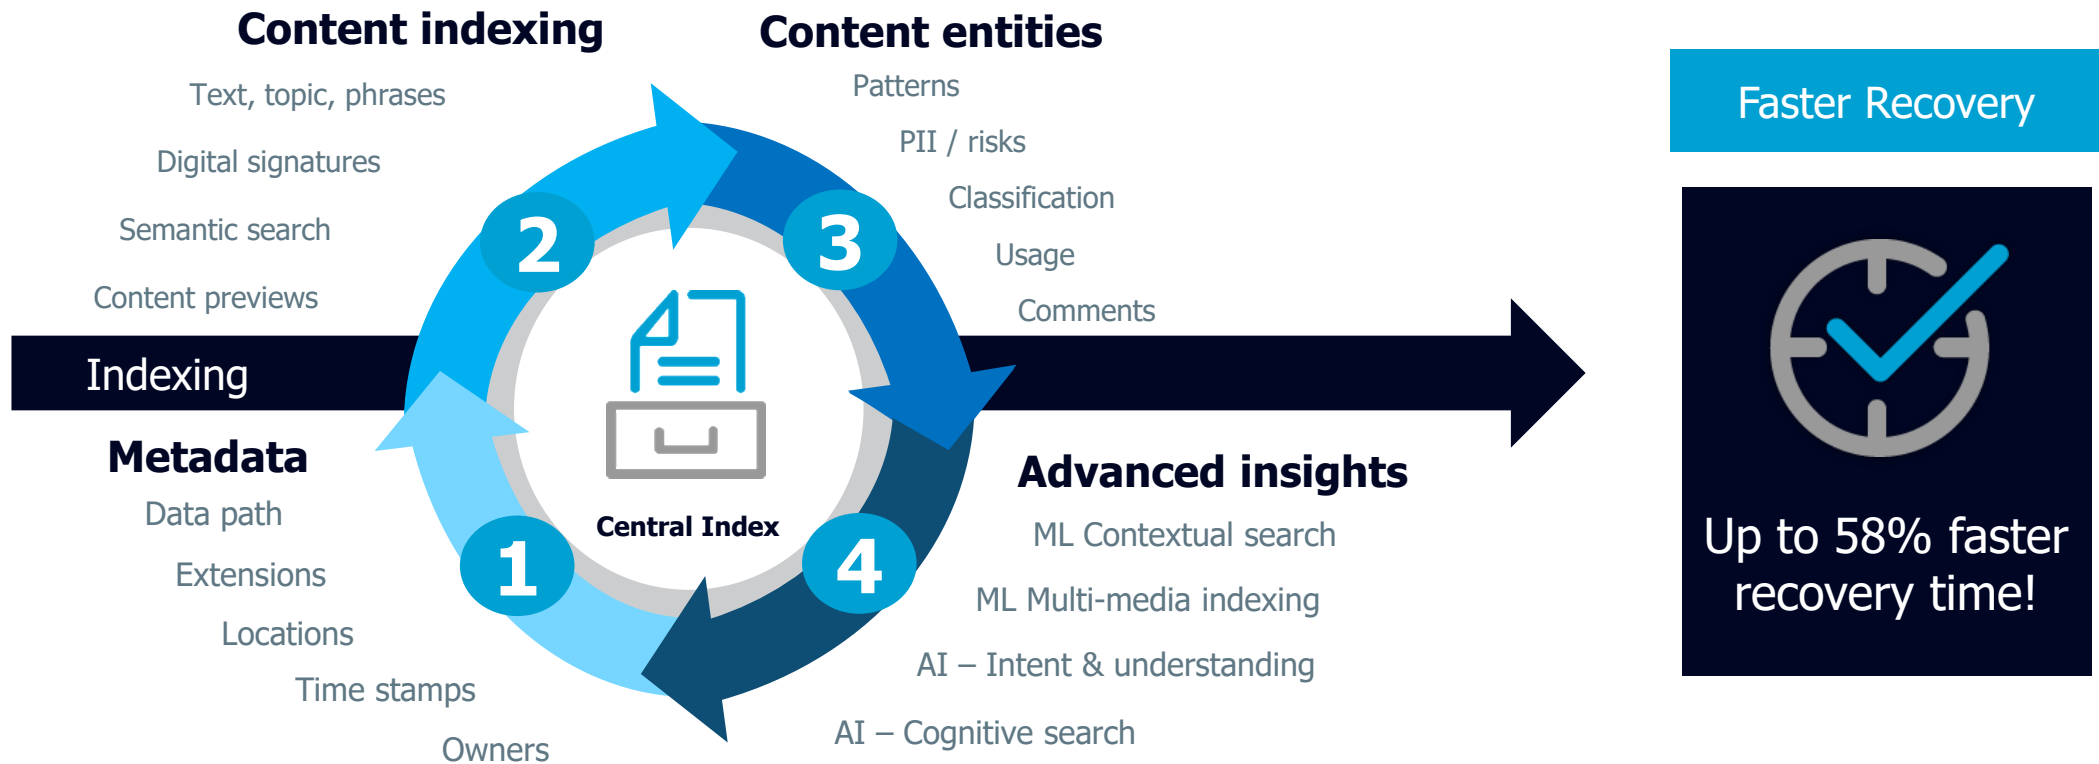 Content indexing
Text, topic, phrases
Digital signatures
Semantic search
Content previews
Content entities
Patterns
PII / risks
Classification
Usage
Comments
Indexing
Metadata
Data path
Extensions
Locations
Time stamps
Owners
2
3
1
4
Central Index
Advanced insights
ML Contextual search
ML Multi-media indexing
AI – Intent & understanding
AI – Cognitive search
Faster Recovery
Up to 58% faster
recovery time!